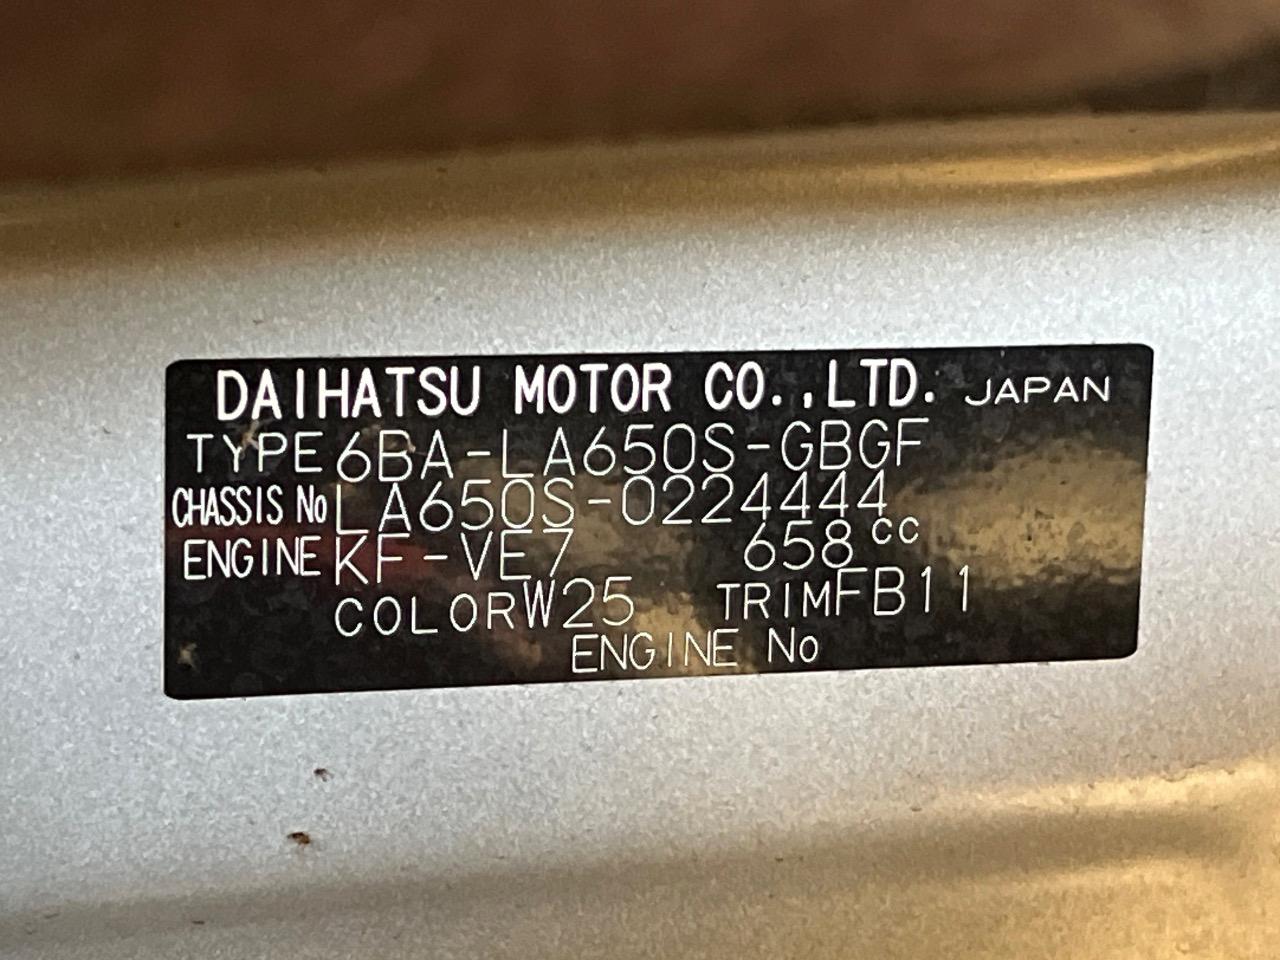 DAIHATSU MOTOR CO.,LTD. JAPAN
TYPE 6BA-LA650S-GBGF
CHASSIS No LA650S-0224444
ENGINE KF-VE7 658cc
COLOR W25 TRIM FB11
ENGINE No